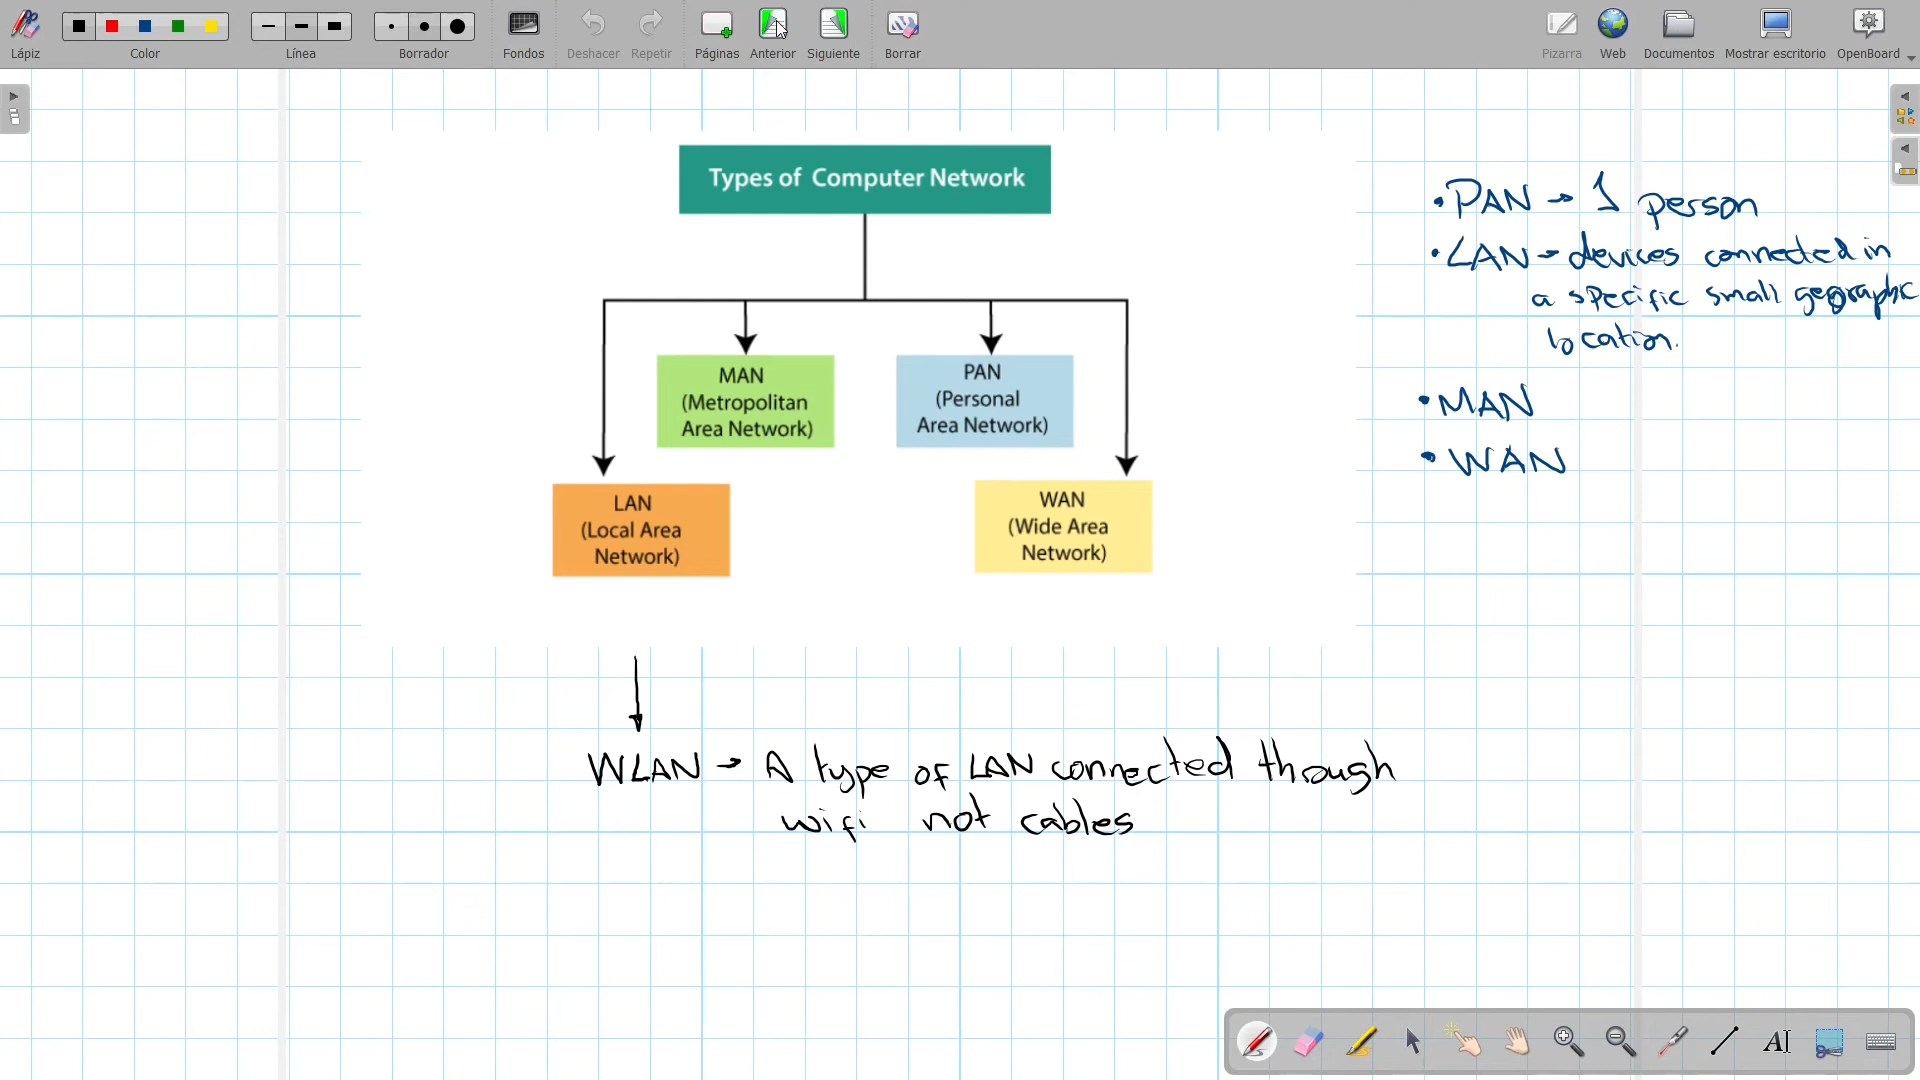 Lápiz
Color
Línea
Borrador
Fondos
Deshacer
Repetir
Páginas
Anterior
Siguiente
Borrar
Pizarra
Web
Documentos
Mostrar escritorio
OpenBoard
Types of Computer Network
MAN
(Metropolitan
Area Network)
PAN
(Personal
Area Network)
LAN
(Local Area
Network)
WAN
(Wide Area
Network)
• PAN → 1 person
• LAN → devices connected in
a specific small geographic
location.
• MAN
• WAN
WLAN → A type of LAN connected through
wifi not cables
AI